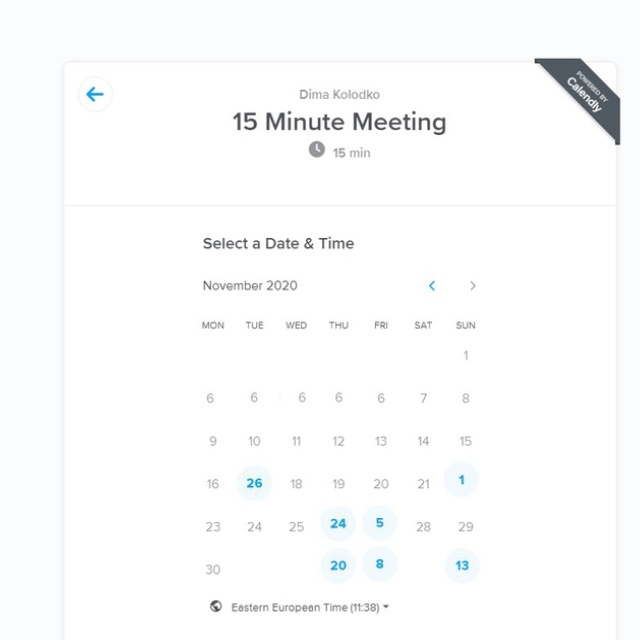 POWERED BY
Calendly
Dima Kolodko
15 Minute Meeting
15 min
Select a Date & Time
November 2020
MON TUE WED THU FRI SAT SUN
1
6 6 6 6 6 7 8
9 10 11 12 13 14 15
16 26 18 19 20 21 1
23 24 25 24 5 28 29
30 20 8 13
Eastern European Time (11:38)